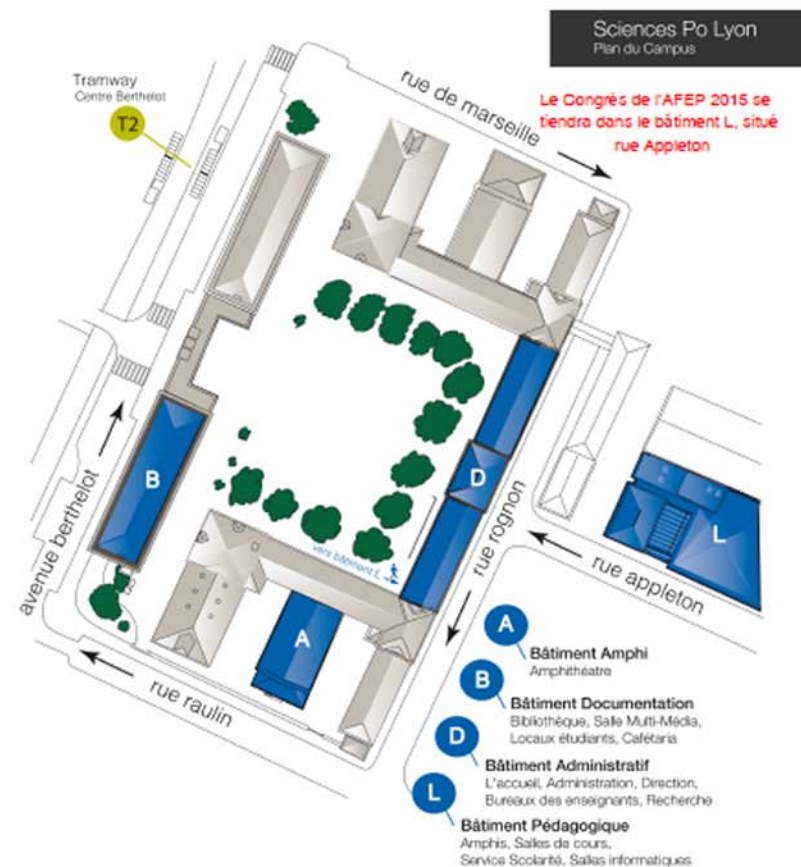 Sciences Po Lyon
Plan du Campus
Le Congrès de l'AFEP 2015 se
tiendra dans le bâtiment L, situé
rue Appleton
Tramway
Centre Berthelot
T2
rue de marseille
B
D
L
avenue berthelot
rue rognon
vers bâtiment L
rue appleton
A
rue raulin
A
Bâtiment Amphi
Amphithéatre
B
Bâtiment Documentation
Bibliothèque, Salle Multi-Média,
Locaux étudiants, Cafétaria
D
Bâtiment Administratif
L'accueil, Administration, Direction,
Bureaux des enseignants, Recherche
L
Bâtiment Pédagogique
Amphis, Salles de cours,
Service Scolarité, Salles informatiques